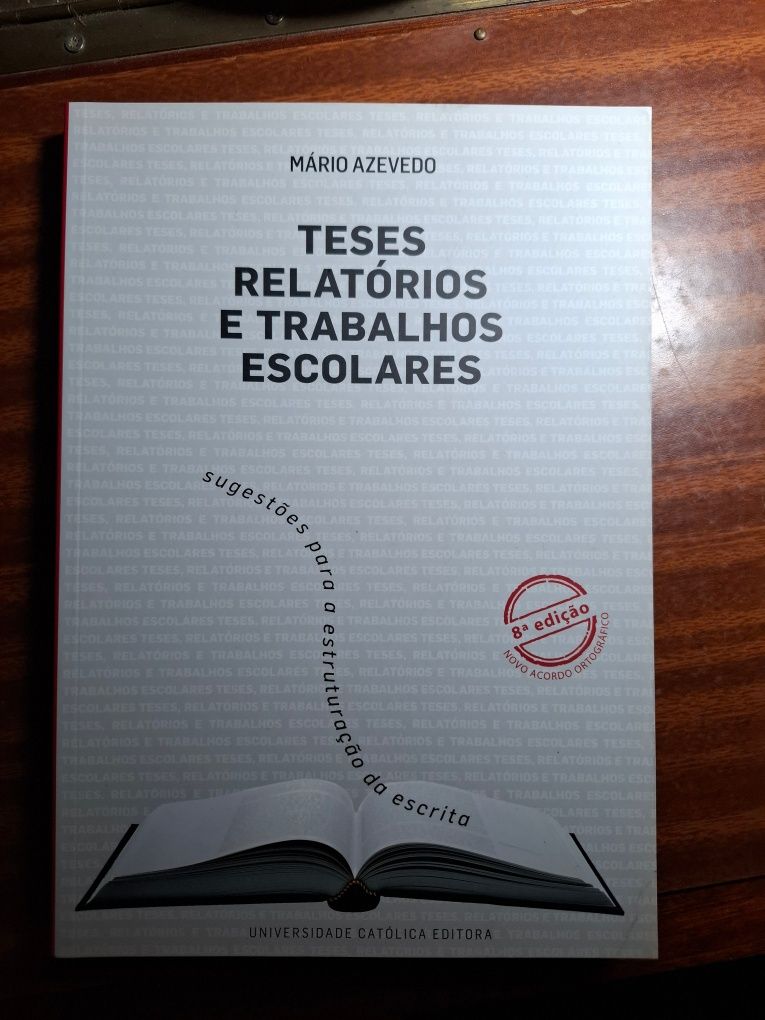 MÁRIO AZEVEDO
TESES
RELATÓRIOS
E TRABALHOS
ESCOLARES
sugestões para a estruturação da escrita
8ª edição
NOVO ACORDO ORTOGRÁFICO
UNIVERSIDADE CATÓLICA EDITORA